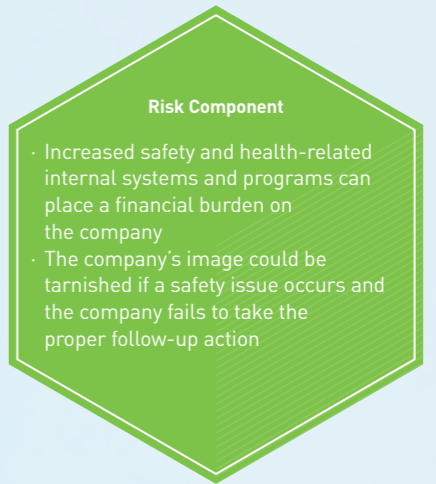 Risk Component
· Increased safety and health-related
internal systems and programs can
place a financial burden on
the company
· The company’s image could be
tarnished if a safety issue occurs and
the company fails to take the
proper follow-up action